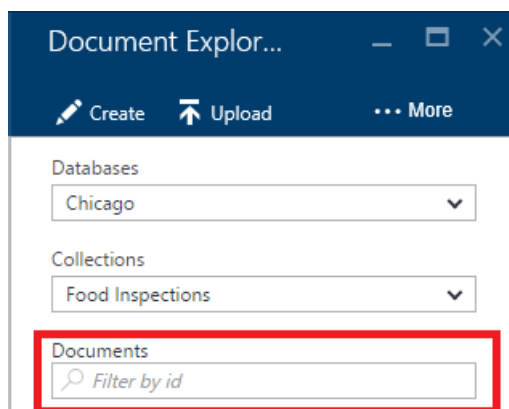 Document Explor...
Create Upload ••• More
Databases
Chicago
Collections
Food Inspections
Documents
Filter by id